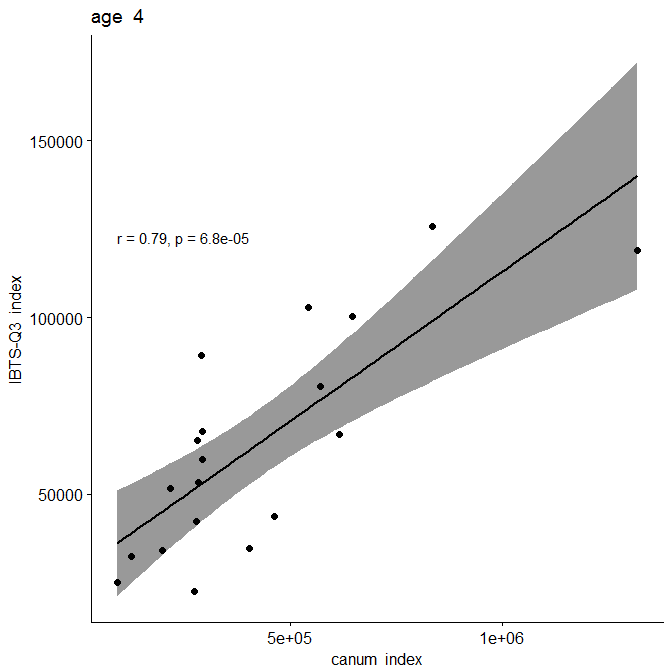 age 4
150000
r = 0.79, p = 6.8e-05
IBTS-Q3 index
100000
50000
5e+05
1e+06
canum index